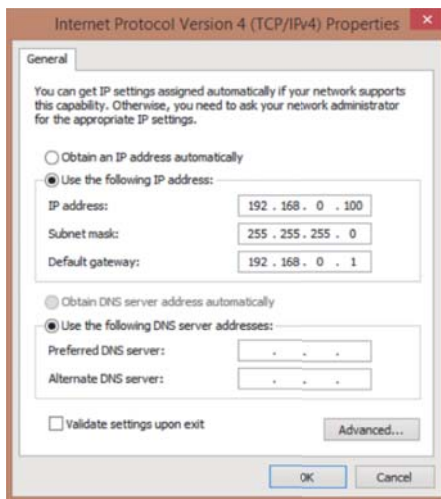 Internet Protocol Version 4 (TCP/IPv4) Properties
General
You can get IP settings assigned automatically if your network supports
this capability. Otherwise, you need to ask your network administrator
for the appropriate IP settings.
Obtain an IP address automatically
Use the following IP address:
IP address: 192 . 168 . 0 . 100
Subnet mask: 255 . 255 . 255 . 0
Default gateway: 192 . 168 . 0 . 1
Obtain DNS server address automatically
Use the following DNS server addresses:
Preferred DNS server: . . .
Alternate DNS server: . . .
Validate settings upon exit
Advanced...
OK Cancel